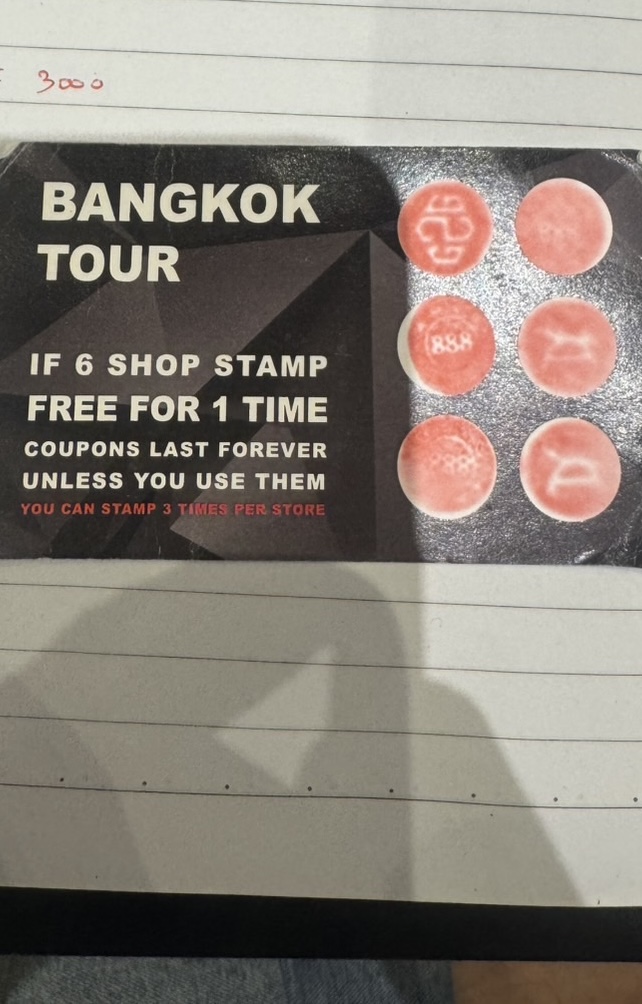 3000
BANGKOK
TOUR
IF 6 SHOP STAMP
FREE FOR 1 TIME
COUPONS LAST FOREVER
UNLESS YOU USE THEM
YOU CAN STAMP 3 TIMES PER STORE
888